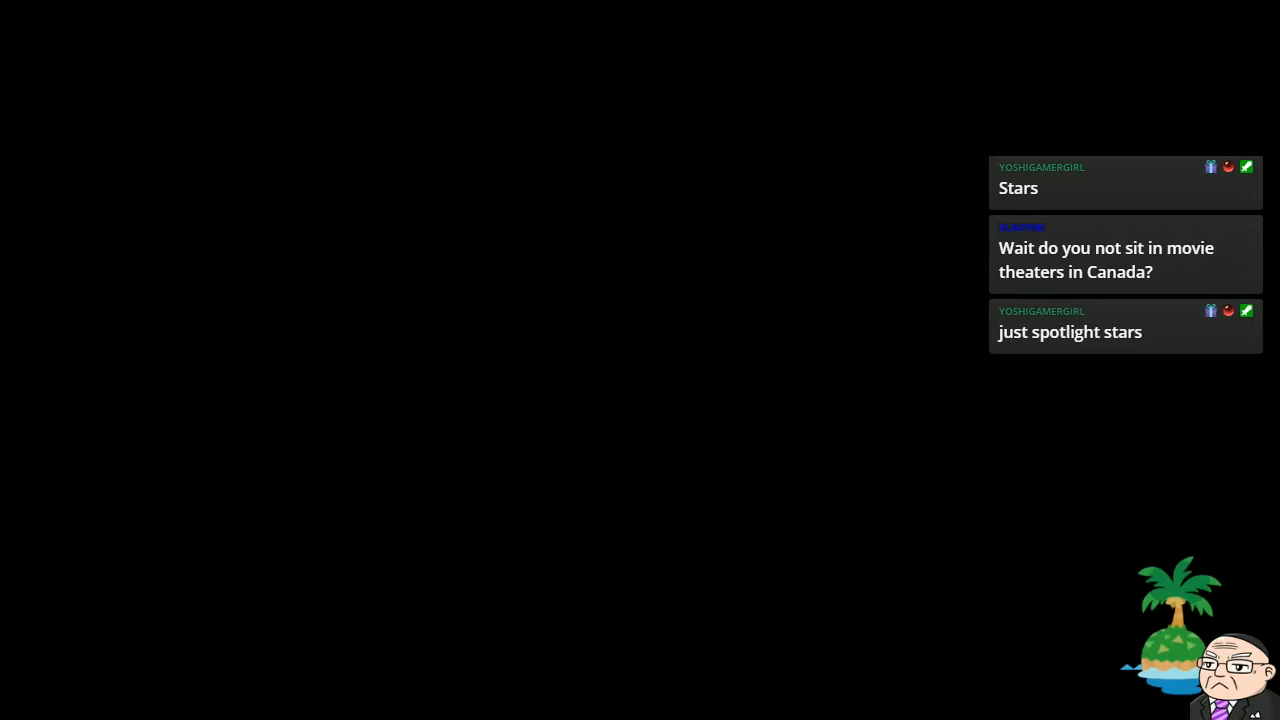 YOSHIGAMERGIRL
Stars
Wait do you not sit in movie
theaters in Canada?
YOSHIGAMERGIRL
just spotlight stars